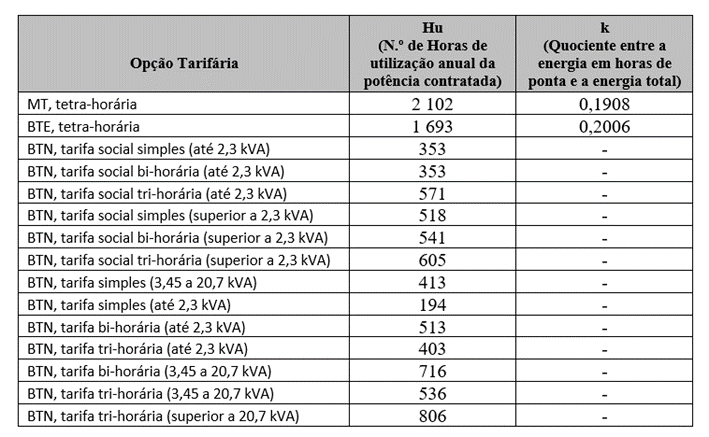 Opção Tarifária
Hu
(N.º de Horas de
utilização anual da
potência contratada)
k
(Quociente entre a
energia em horas de
ponta e a energia total)
MT, tetra-horária 2 102 0,1908
BTE, tetra-horária 1 693 0,2006
BTN, tarifa social simples (até 2,3 kVA) 353 -
BTN, tarifa social bi-horária (até 2,3 kVA) 353 -
BTN, tarifa social tri-horária (até 2,3 kVA) 571 -
BTN, tarifa social simples (superior a 2,3 kVA) 518 -
BTN, tarifa social bi-horária (superior a 2,3 kVA) 541 -
BTN, tarifa social tri-horária (superior a 2,3 kVA) 605 -
BTN, tarifa simples (3,45 a 20,7 kVA) 413 -
BTN, tarifa simples (até 2,3 kVA) 194 -
BTN, tarifa bi-horária (até 2,3 kVA) 513 -
BTN, tarifa tri-horária (até 2,3 kVA) 403 -
BTN, tarifa bi-horária (3,45 a 20,7 kVA) 716 -
BTN, tarifa tri-horária (3,45 a 20,7 kVA) 536 -
BTN, tarifa tri-horária (superior a 20,7 kVA) 806 -